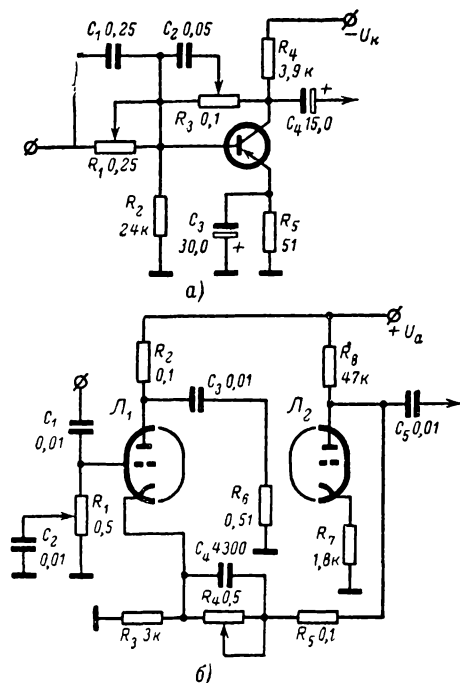 C₁ 0,25
C₂ 0,05
− Uк
R₄
3,9 к
R₃ 0,1
C₄ 15,0
+
R₁ 0,25
R₂
24к
C₃
30,0
+
R₅
51
а)
+ Uа
R₂
0,1
R₈
47к
C₁
0,01
Л₁
C₃ 0,01
Л₂
C₅ 0,01
R₁
0,5
C₂
0,01
R₆
0,51
C₄ 4300
R₇
1,8к
R₃ 3к
R₄ 0,5
R₅ 0,1
б)